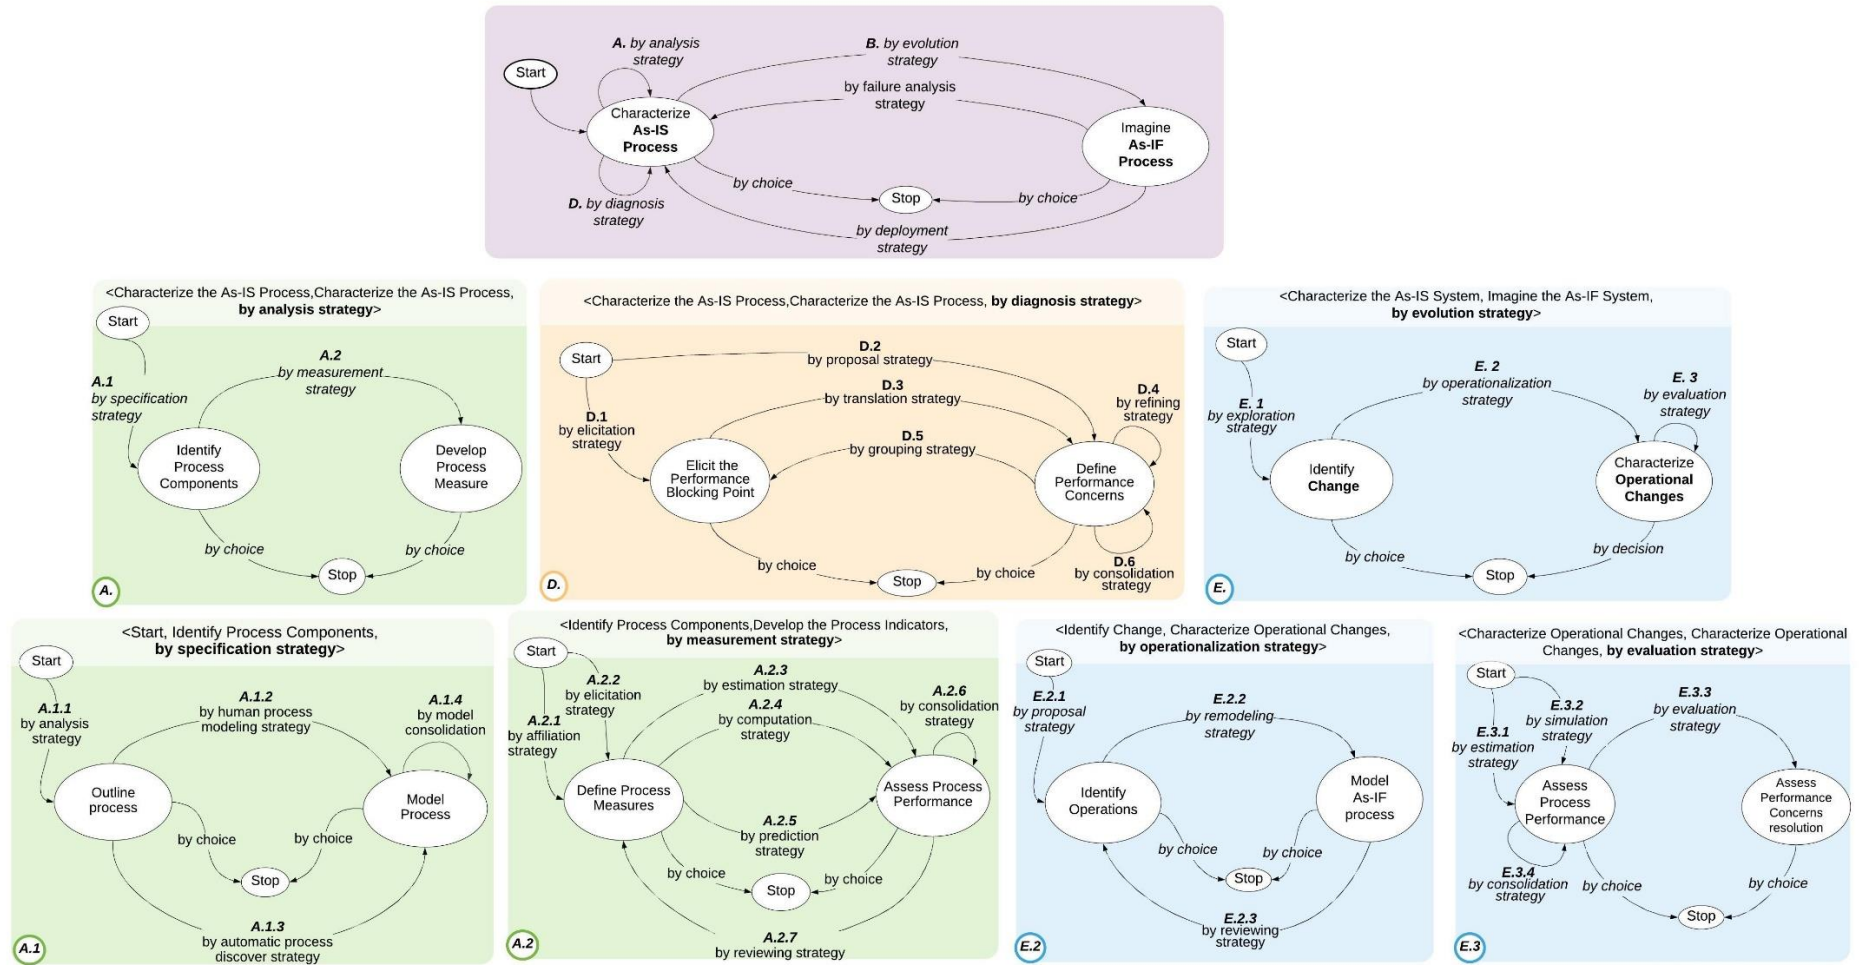 A. by analysis
strategy
B. by evolution
strategy
Start
by failure analysis
strategy
Characterize
As-IS
Process
Imagine
As-IF
Process
by choice
Stop
by choice
D. by diagnosis
strategy
by deployment
strategy
<Characterize the As-IS Process,Characterize the As-IS Process,
by analysis strategy>
Start
A.2
by measurement
strategy
A.1
by specification
strategy
Identify
Process
Components
Develop
Process
Measure
by choice
by choice
Stop
A.
<Characterize the As-IS Process,Characterize the As-IS Process, by diagnosis strategy>
Start
D.2
by proposal strategy
D.3
by translation strategy
D.4
by refining
strategy
D.1
by elicitation
strategy
D.5
by grouping strategy
Elicit the
Performance
Blocking Point
Define
Performance
Concerns
by choice
Stop
by choice
D.6
by consolidation
strategy
D.
<Characterize the As-IS System, Imagine the As-IF System,
by evolution strategy>
Start
E. 2
by operationalization
strategy
E. 3
by evaluation
strategy
E. 1
by exploration
strategy
Identify
Change
Characterize
Operational
Changes
by choice
by decision
Stop
E.
<Start, Identify Process Components,
by specification strategy>
Start
A.1.1
by analysis
strategy
A.1.2
by human process
modeling strategy
A.1.4
by model
consolidation
Outline
process
Model
Process
by choice
by choice
Stop
A.1.3
by automatic process
discover strategy
A.1
<Identify Process Components,Develop the Process Indicators,
by measurement strategy>
Start
A.2.2
by elicitation
strategy
A.2.3
by estimation strategy
A.2.4
by computation
strategy
A.2.6
by consolidation
strategy
A.2.1
by affiliation
strategy
Define Process
Measures
Assess Process
Performance
A.2.5
by prediction
strategy
by choice
Stop
by choice
A.2.7
by reviewing strategy
A.2
<Identify Change, Characterize Operational Changes,
by operationalization strategy>
Start
E.2.1
by proposal
strategy
E.2.2
by remodeling
strategy
Identify
Operations
Model
As-IF
process
by choice
by choice
Stop
E.2.3
by reviewing
strategy
E.2
<Characterize Operational Changes, Characterize Operational
Changes, by evaluation strategy>
Start
E.3.2
by simulation
strategy
E.3.3
by evaluation
strategy
E.3.1
by estimation
strategy
Assess
Process
Performance
Assess
Performance
Concerns
resolution
E.3.4
by consolidation
strategy
by choice
by choice
Stop
E.3